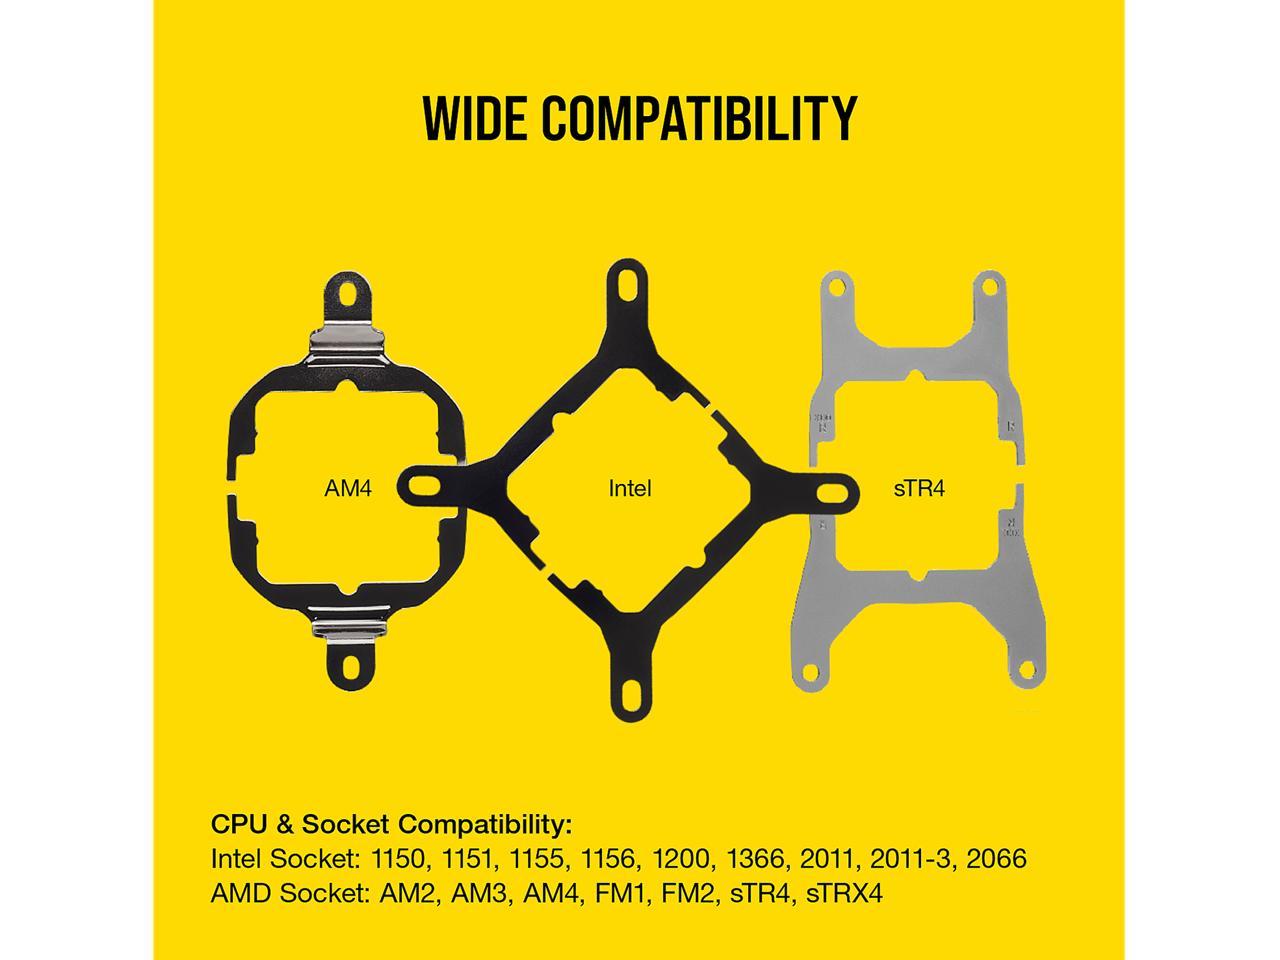 WIDE COMPATIBILITY
AM4
Intel
sTR4
CPU & Socket Compatibility:
Intel Socket: 1150, 1151, 1155, 1156, 1200, 1366, 2011, 2011-3, 2066
AMD Socket: AM2, AM3, AM4, FM1, FM2, sTR4, sTRX4